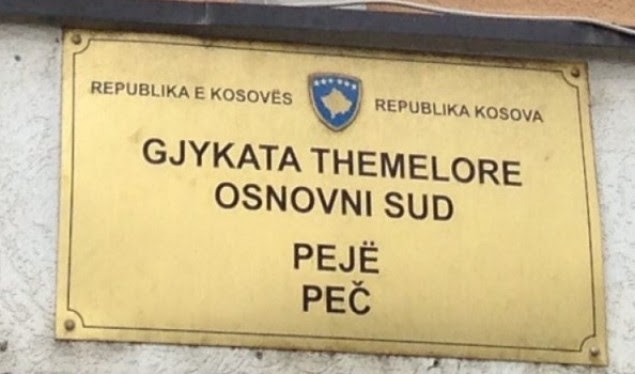 REPUBLIKA E KOSOVËS REPUBLIKA KOSOVA
GJYKATA THEMELORE
OSNOVNI SUD
PEJË
PEČ